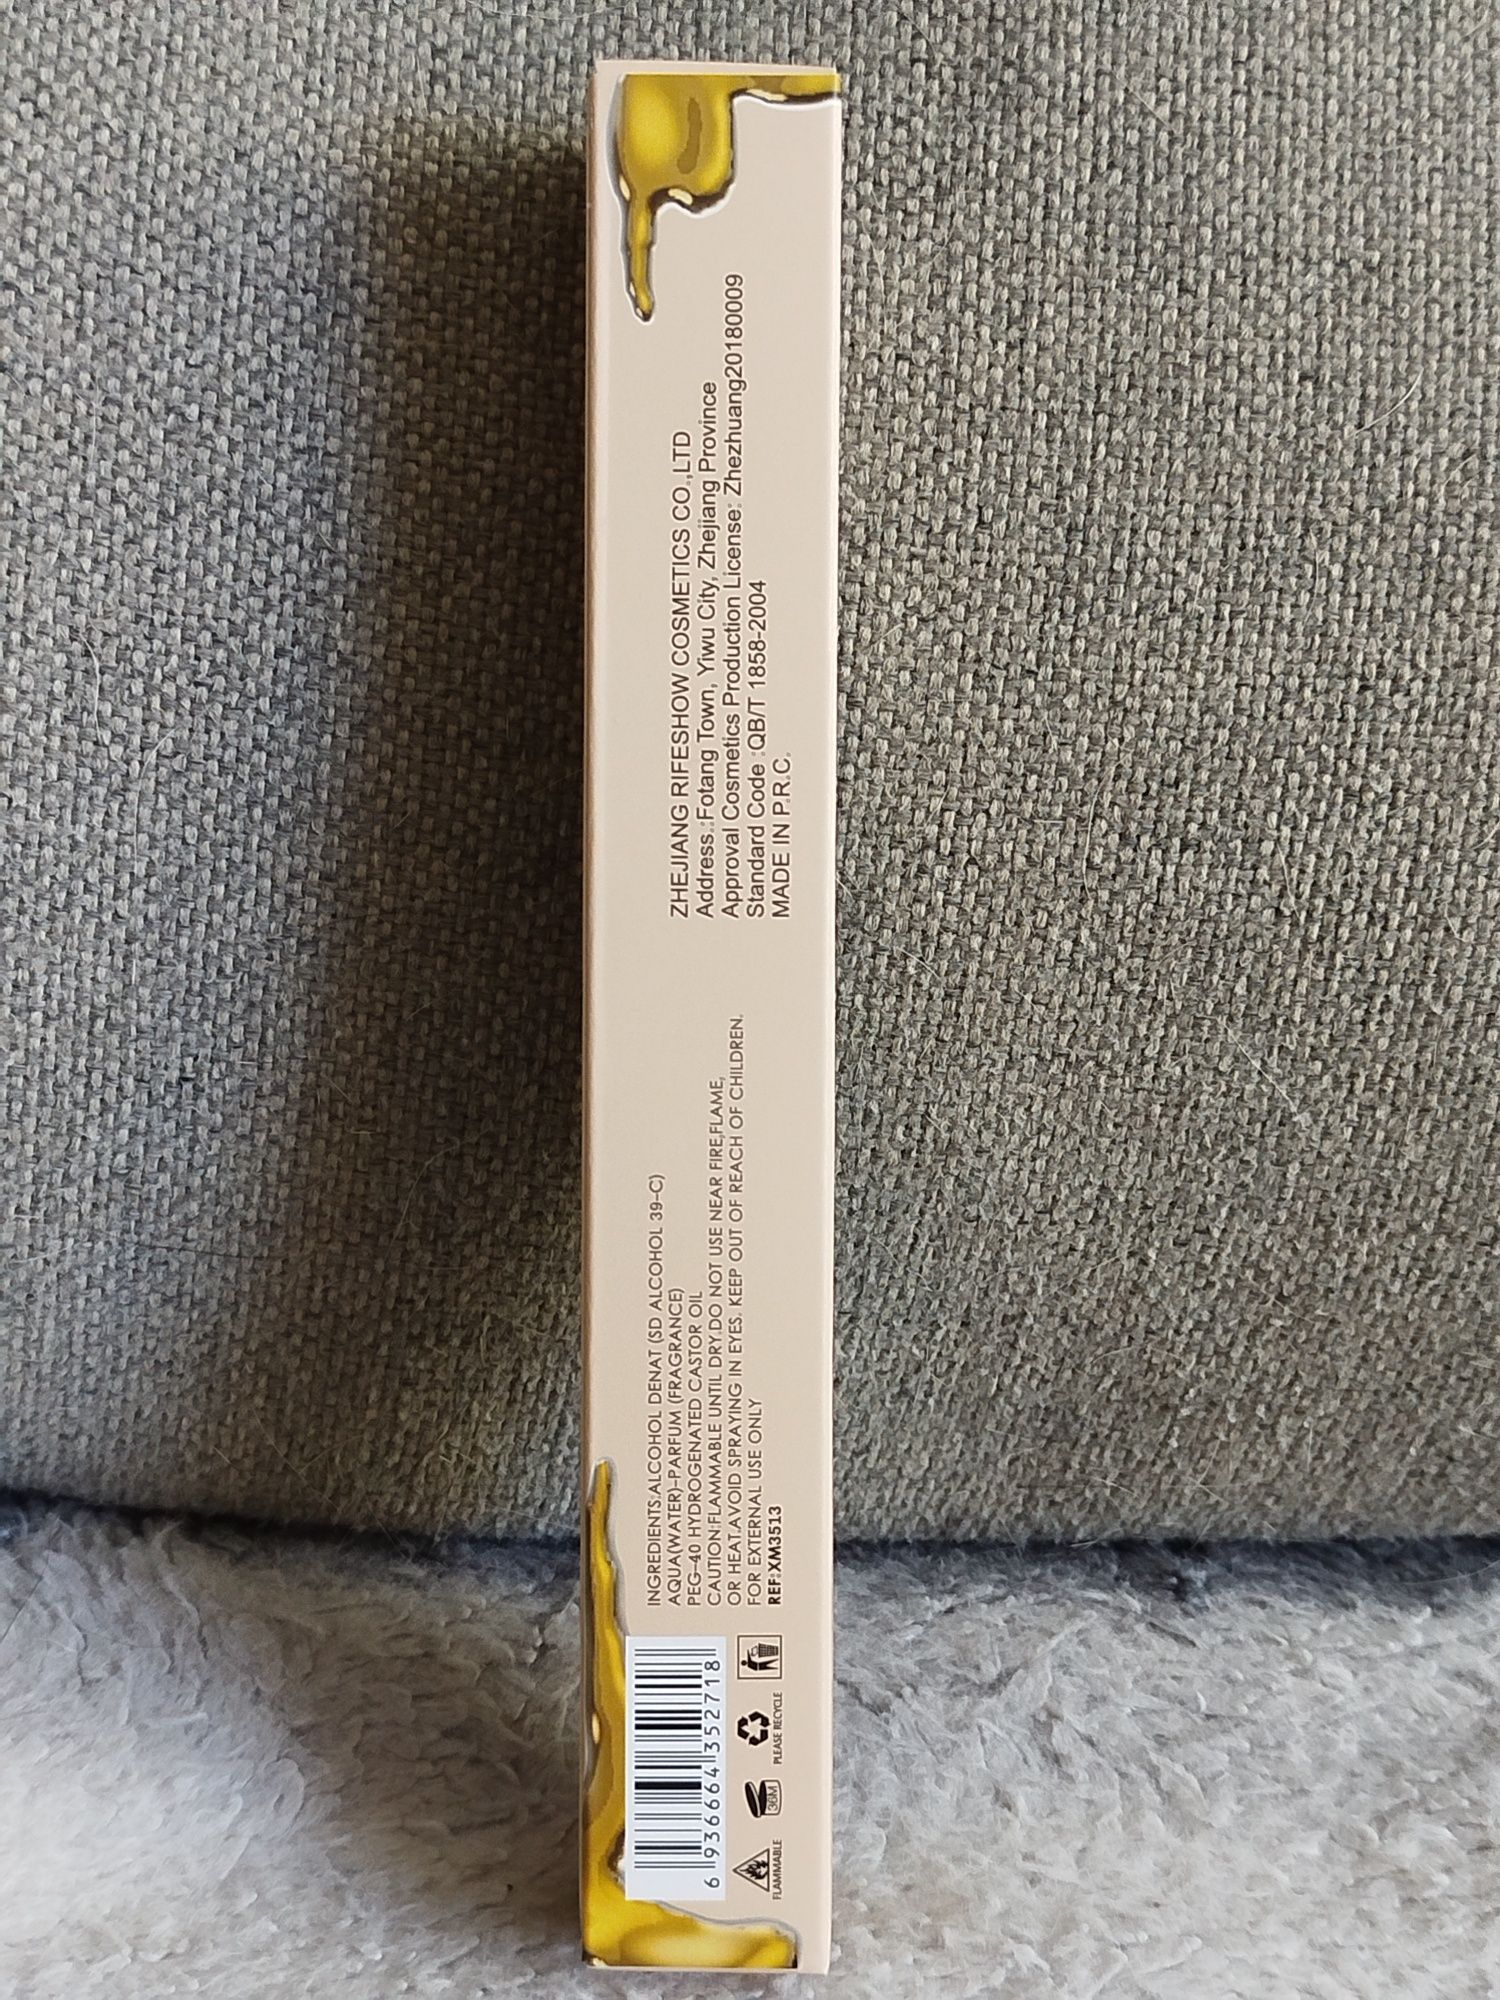 ZHEJIANG RIFESHOW COSMETICS CO.,LTD
Address.:Fotang Town, Yiwu City, Zhejiang Province
Approval Cosmetics Production License: Zhezhuang20180009
Standard Code :QB/T 1858-2004
MADE IN P.R.C.
INGREDIENTS:ALCOHOL DENAT (SD ALCOHOL 39-C)
AQUA(WATER)-PARFUM (FRAGRANCE)
PEG-40 HYDROGENATED CASTOR OIL
CAUTION:FLAMMABLE UNTIL DRY.DO NOT USE NEAR FIRE,FLAME,
OR HEAT.AVOID SPRAYING IN EYES. KEEP OUT OF REACH OF CHILDREN.
FOR EXTERNAL USE ONLY
REF:XM3513
6 936664 352718
FLAMMABLE
36M
PLEASE RECYCLE